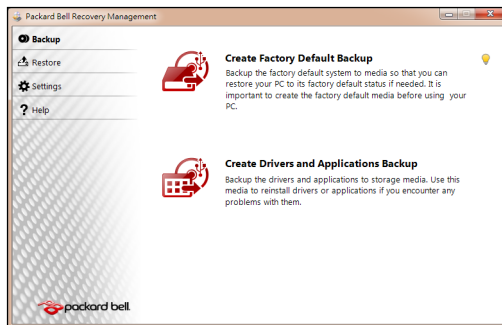 Packard Bell Recovery Management
Backup
Restore
Settings
Help
Create Factory Default Backup
Backup the factory default system to media so that you can
restore your PC to its factory default status if needed. It is
important to create the factory default media before using your
PC.
Create Drivers and Applications Backup
Backup the drivers and applications to storage media. Use this
media to reinstall drivers or applications if you encounter any
problems with them.
packard bell